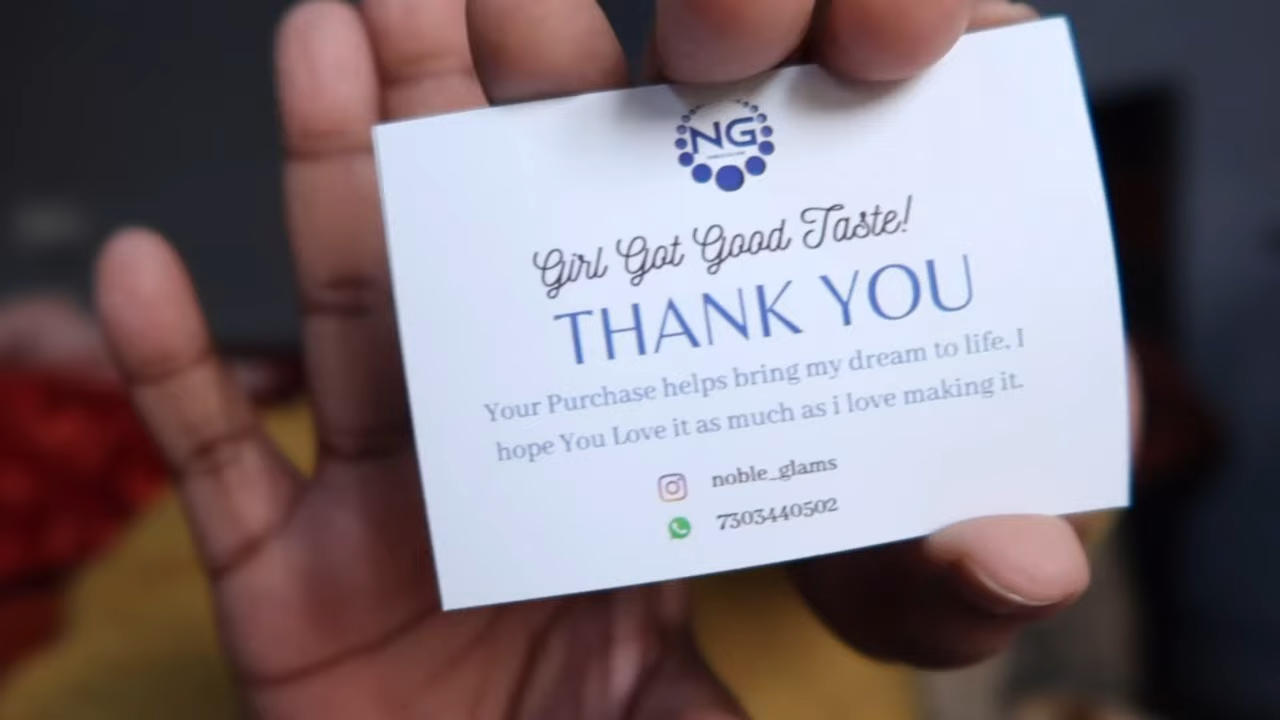 NG
Girl Got Good Taste!
THANK YOU
Your Purchase helps bring my dream to life. I
hope You Love it as much as i love making it.
noble_glams
7303440502